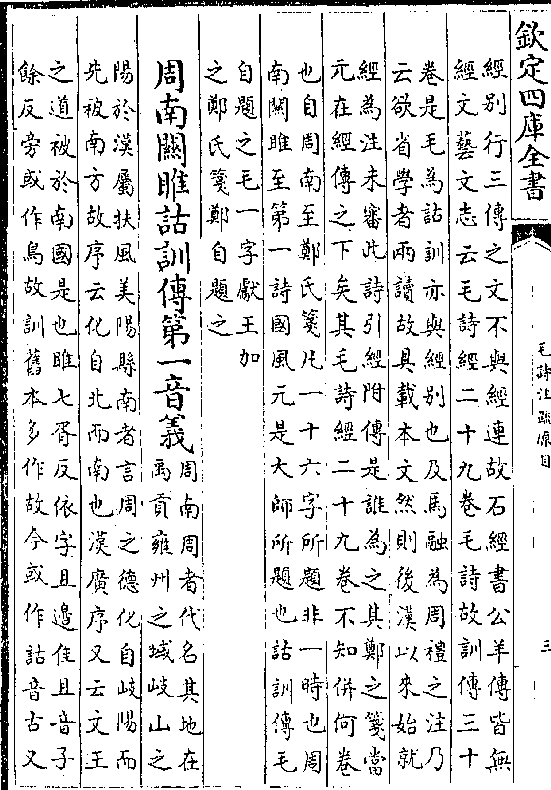 欽定四庫全書
毛詩注疏原目
三
經別行三傳之文不與經連故石經書公羊傳皆無
經文藝文志云毛詩經二十九卷毛詩故訓傳三十
卷是毛為詁訓亦與經別也及馬融為周禮之注乃
云欲省學者兩讀故具載本文然則後漢以來始就
經為注未審此詩引經附傳是誰為之其鄭之箋當
元在經傳之下矣其毛詩經二十九卷不知併何卷
也自周南至鄭氏箋凡一十六字所題非一時也周
南關雎至第一詩國風元是大師所題也詁訓傳毛
自題之毛一字獻王加
之鄭氏箋鄭自題之
周南關雎詁訓傳第一音義
周南周者代名其地在
禹貢雍州之域岐山之
陽於漢屬扶風美陽縣南者言周之德化自岐陽而
先被南方故序云化自北而南也漢廣序又云文王
之道被於南國是也雎七胥反依字且邉隹且音子
餘反旁或作鳥故訓舊本多作故今或作詁音古又